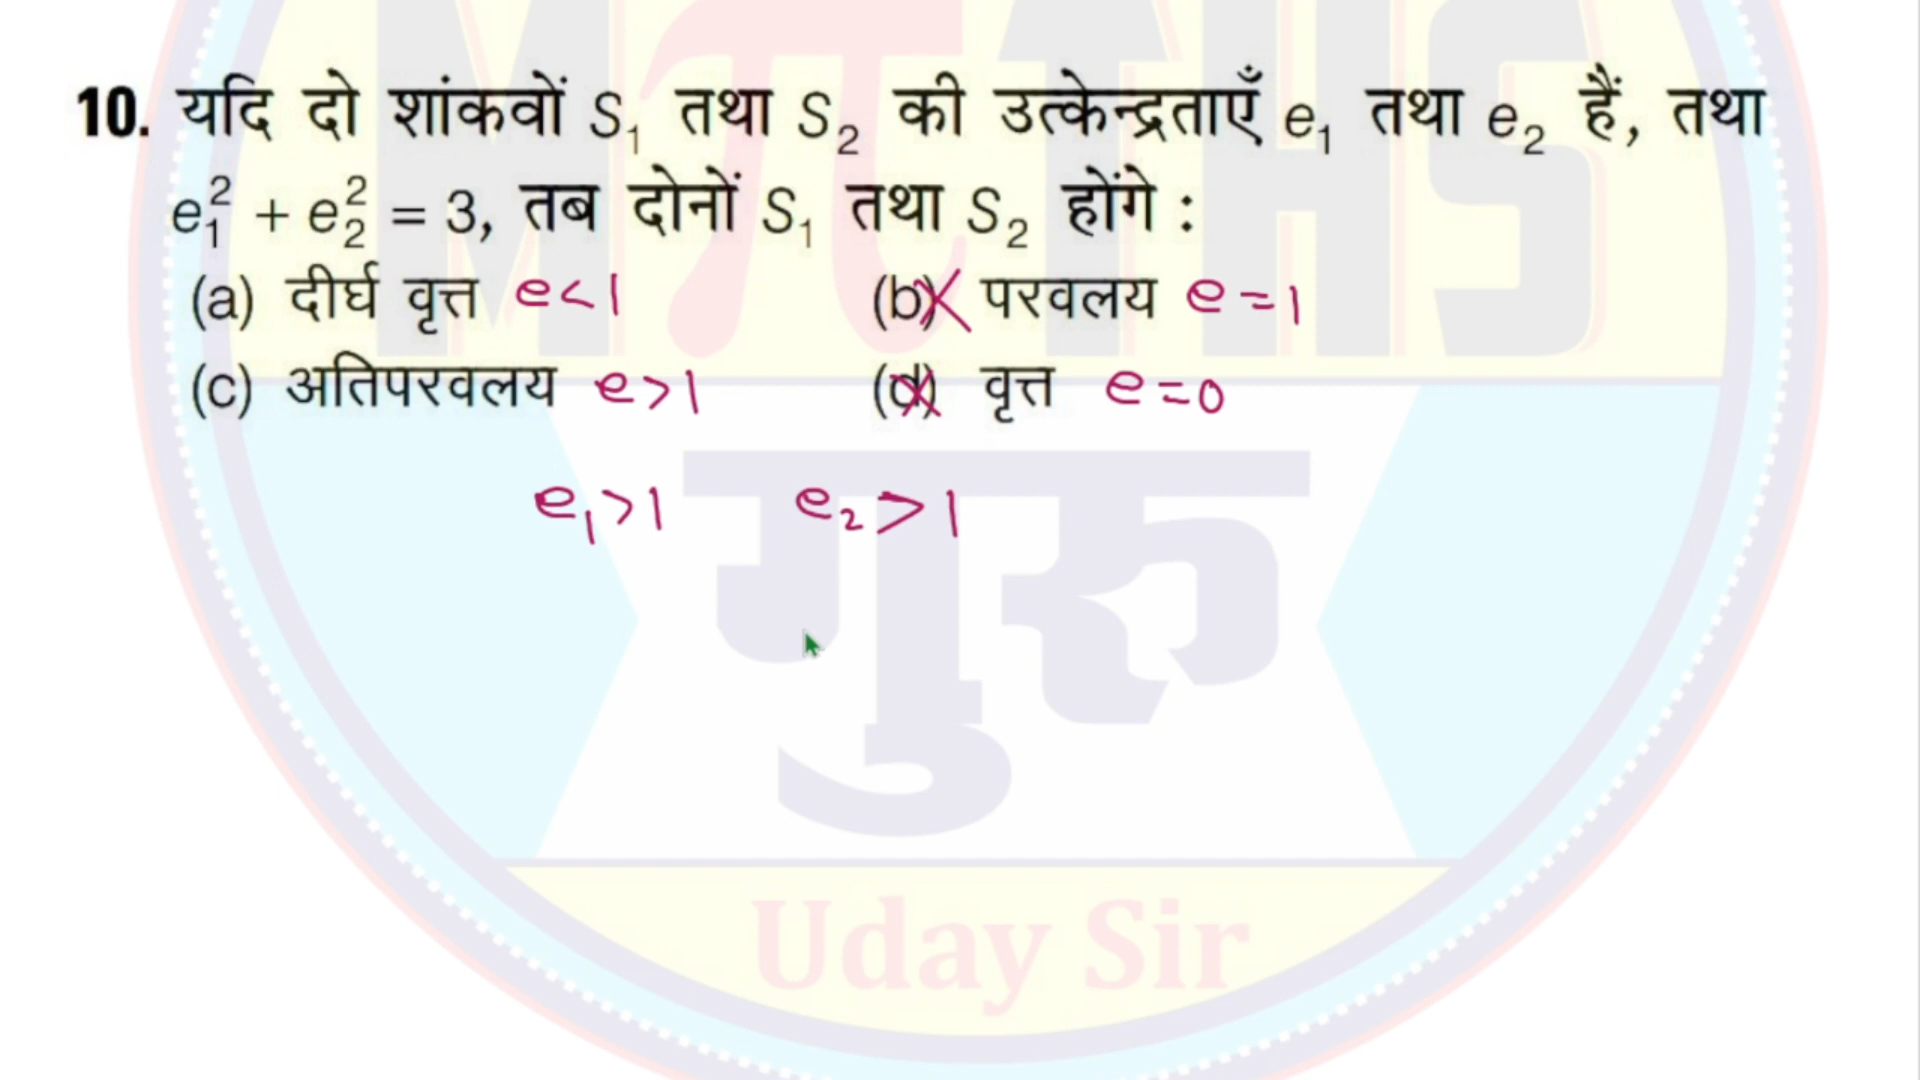 10. यदि दो शांकवों S₁ तथा S₂ की उत्केन्द्रताएँ e₁ तथा e₂ हैं, तथा
e₁² + e₂² = 3, तब दोनों S₁ तथा S₂ होंगे :
(a) दीर्घ वृत्त e<1 (b) परवलय e=1
(c) अतिपरवलय e>1 (d) वृत्त e=0
e₁>1 e₂>1
MπTHS
गुरु
Uday Sir